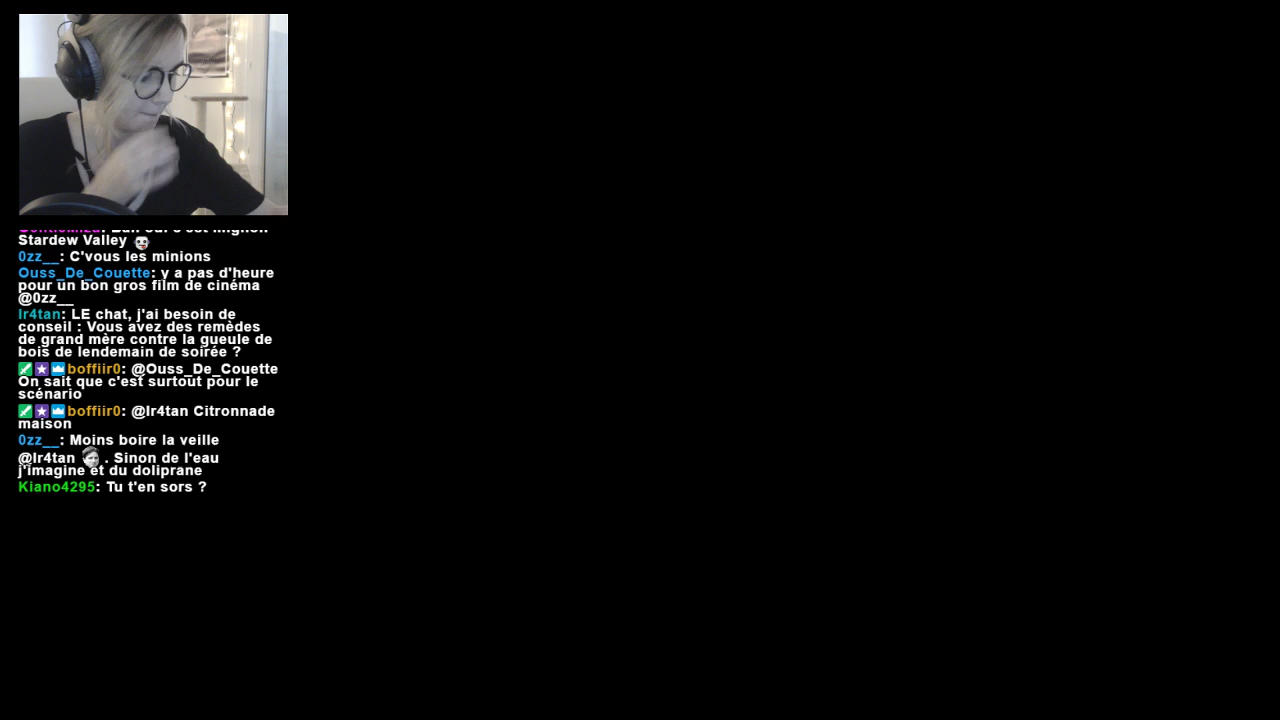 Stardew Valley
0zz__: C'vous les minions
Ouss_De_Couette: y a pas d'heure
pour un bon gros film de cinéma
@0zz__
lr4tan: LE chat, j'ai besoin de
conseil : Vous avez des remèdes
de grand mère contre la gueule de
bois de lendemain de soirée ?
boffiir0: @Ouss_De_Couette
On sait que c'est surtout pour le
scénario
boffiir0: @lr4tan Citronnade
maison
0zz__: Moins boire la veille
@lr4tan . Sinon de l'eau
j'imagine et du doliprane
Kiano4295: Tu t'en sors ?